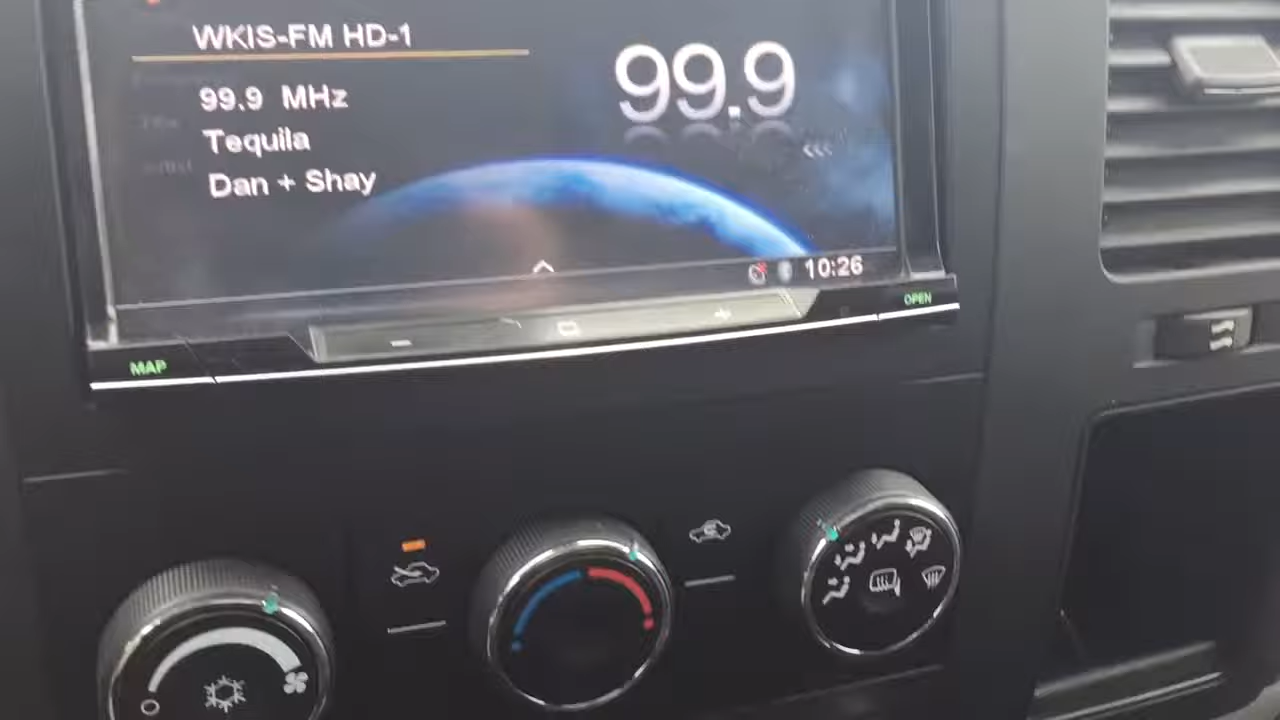 WKIS-FM HD-1
99.9 MHz
99.9
Tequila
Dan + Shay
<<<
10:26
OPEN
MAP